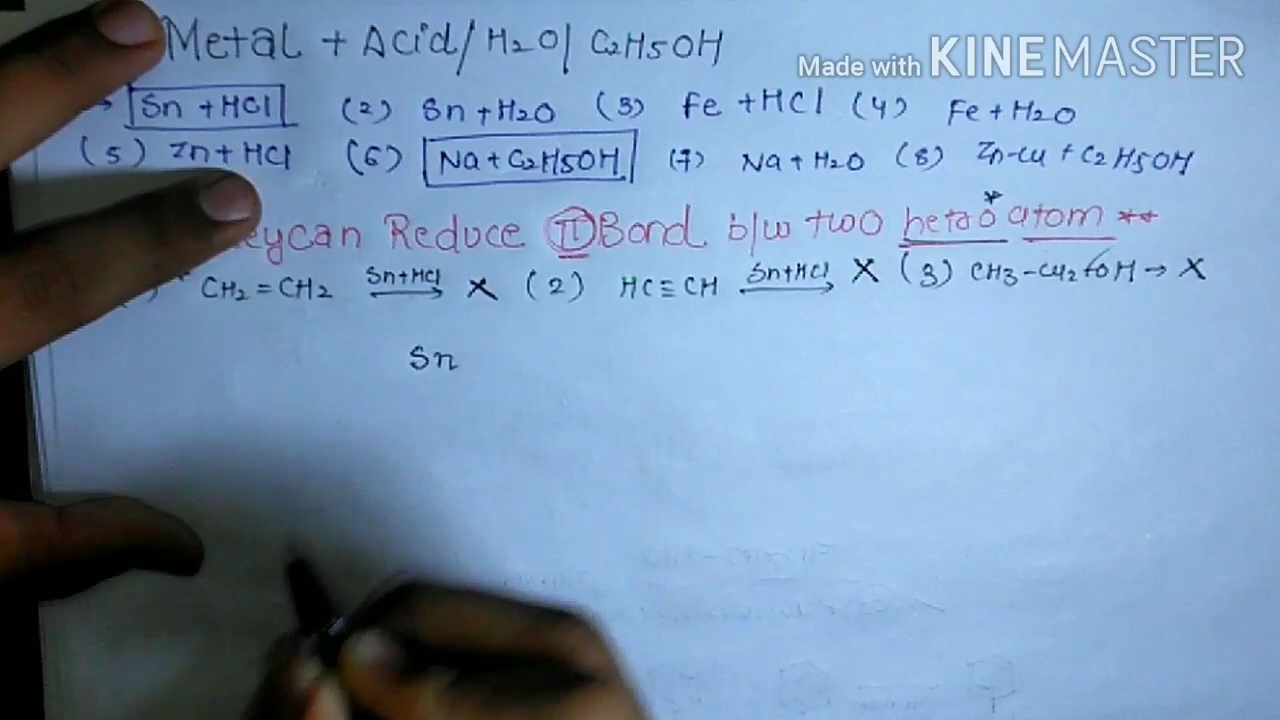 Metal + Acid/ H2O/ C2H5OH
Made with KINEMASTER
Sn + HCl (2) Sn + H2O (3) Fe + HCl (4) Fe + H2O
(5) Zn + HCl (6) Na + C2H5OH (7) Na + H2O (8) Zn-Cu + C2H5OH
eycan Reduce π Bond b/w two hetao atom **
CH2 = CH2 Sn+HCl → X (2) HC≡CH Sn+HCl → X (3) CH3-CH2-OH → X
Sn